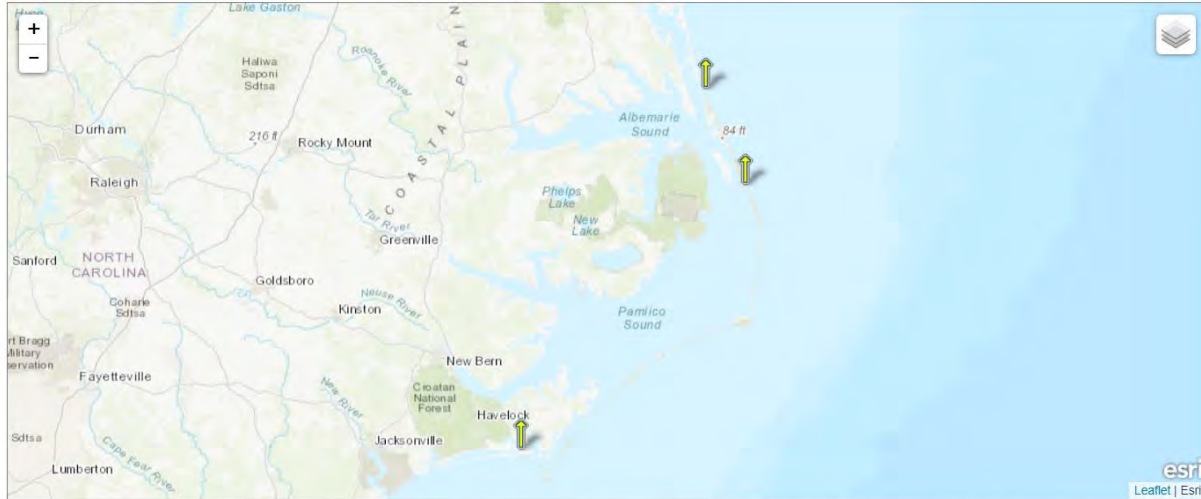 Lake Gaston
+
−
Haliwa
Saponi
Sdtsa
Roanoke River
COASTAL PLAIN
Durham
216 ft
Rocky Mount
Albemarle
Sound
84 ft
Raleigh
Phelps
Lake
New
Lake
Tar River
Greenville
NORTH
CAROLINA
Sanford
Goldsboro
Coharie
Sdtsa
Neuse River
Kinston
Pamlico
Sound
rt Bragg
Military
servation
New Bern
Fayetteville
New River
Croatan
National
Forest
Havelock
Sdtsa
Jacksonville
Cape Fear River
Lumberton
esri
Leaflet | Esri